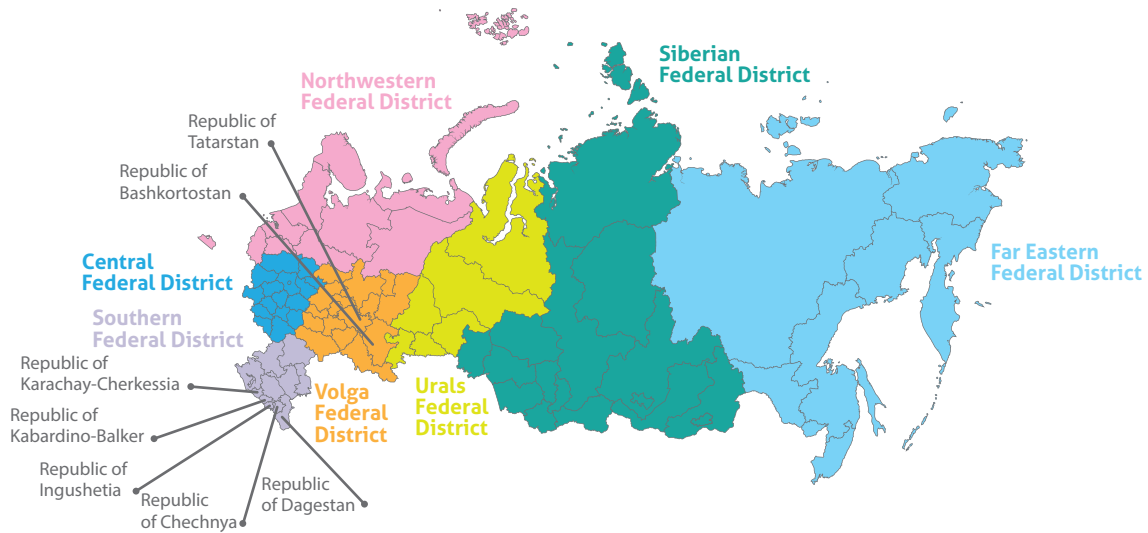 Siberian
Federal District
Northwestern
Federal District
Republic of
Tatarstan
Republic of
Bashkortostan
Far Eastern
Federal District
Central
Federal District
Southern
Federal District
Republic of
Karachay-Cherkessia
Volga
Federal
District
Urals
Federal
District
Republic of
Kabardino-Balker
Republic of
Ingushetia
Republic
of Chechnya
Republic
of Dagestan